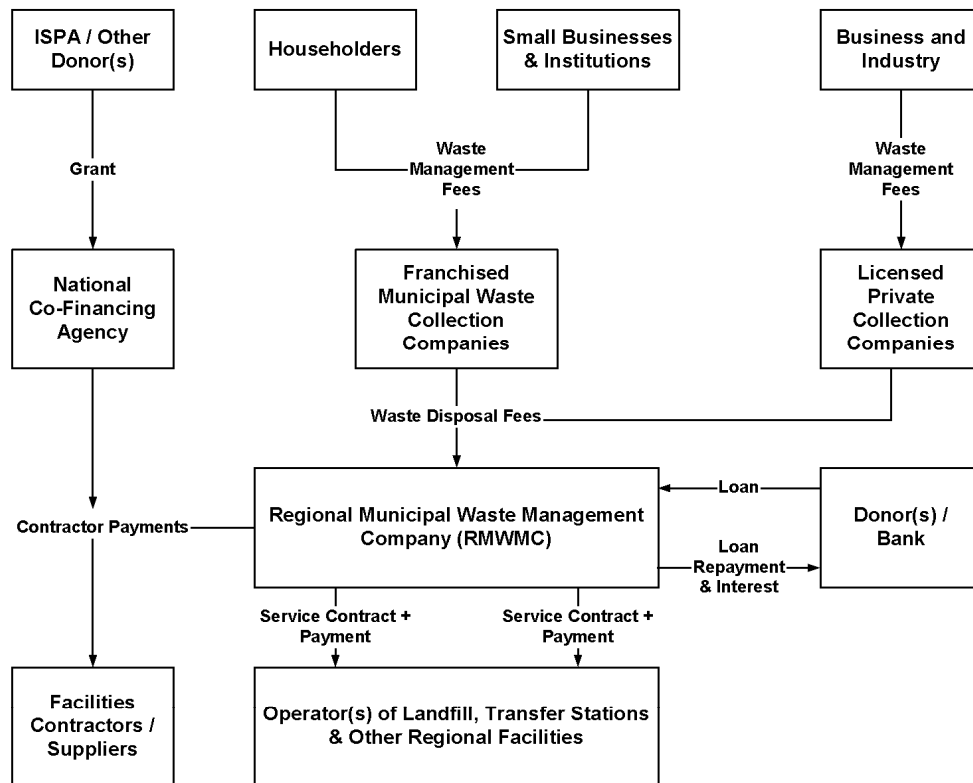 ISPA / Other
Donor(s)
Householders
Small Businesses
& Institutions
Business and
Industry
Grant
Waste
Management
Fees
Waste
Management
Fees
National
Co-Financing
Agency
Franchised
Municipal Waste
Collection
Companies
Licensed
Private
Collection
Companies
Waste Disposal Fees
Contractor Payments
Regional Municipal Waste Management
Company (RMWMC)
Loan
Loan
Repayment
& Interest
Donor(s) /
Bank
Service Contract +
Payment
Service Contract +
Payment
Facilities
Contractors /
Suppliers
Operator(s) of Landfill, Transfer Stations
& Other Regional Facilities